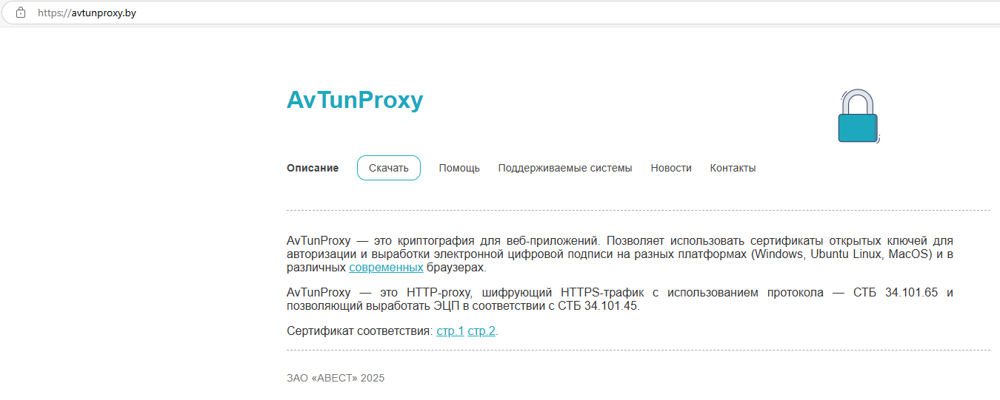 https://avtunproxy.by
AvTunProxy
Описание Скачать Помощь Поддерживаемые системы Новости Контакты
AvTunProxy — это криптография для веб-приложений. Позволяет использовать сертификаты открытых ключей для
авторизации и выработки электронной цифровой подписи на разных платформах (Windows, Ubuntu Linux, MacOS) и в
различных современных браузерах.
AvTunProxy — это HTTP-proxy, шифрующий HTTPS-трафик с использованием протокола — СТБ 34.101.65 и
позволяющий выработать ЭЦП в соответствии с СТБ 34.101.45.
Сертификат соответствия: стр.1 стр.2.
ЗАО «АВЕСТ» 2025